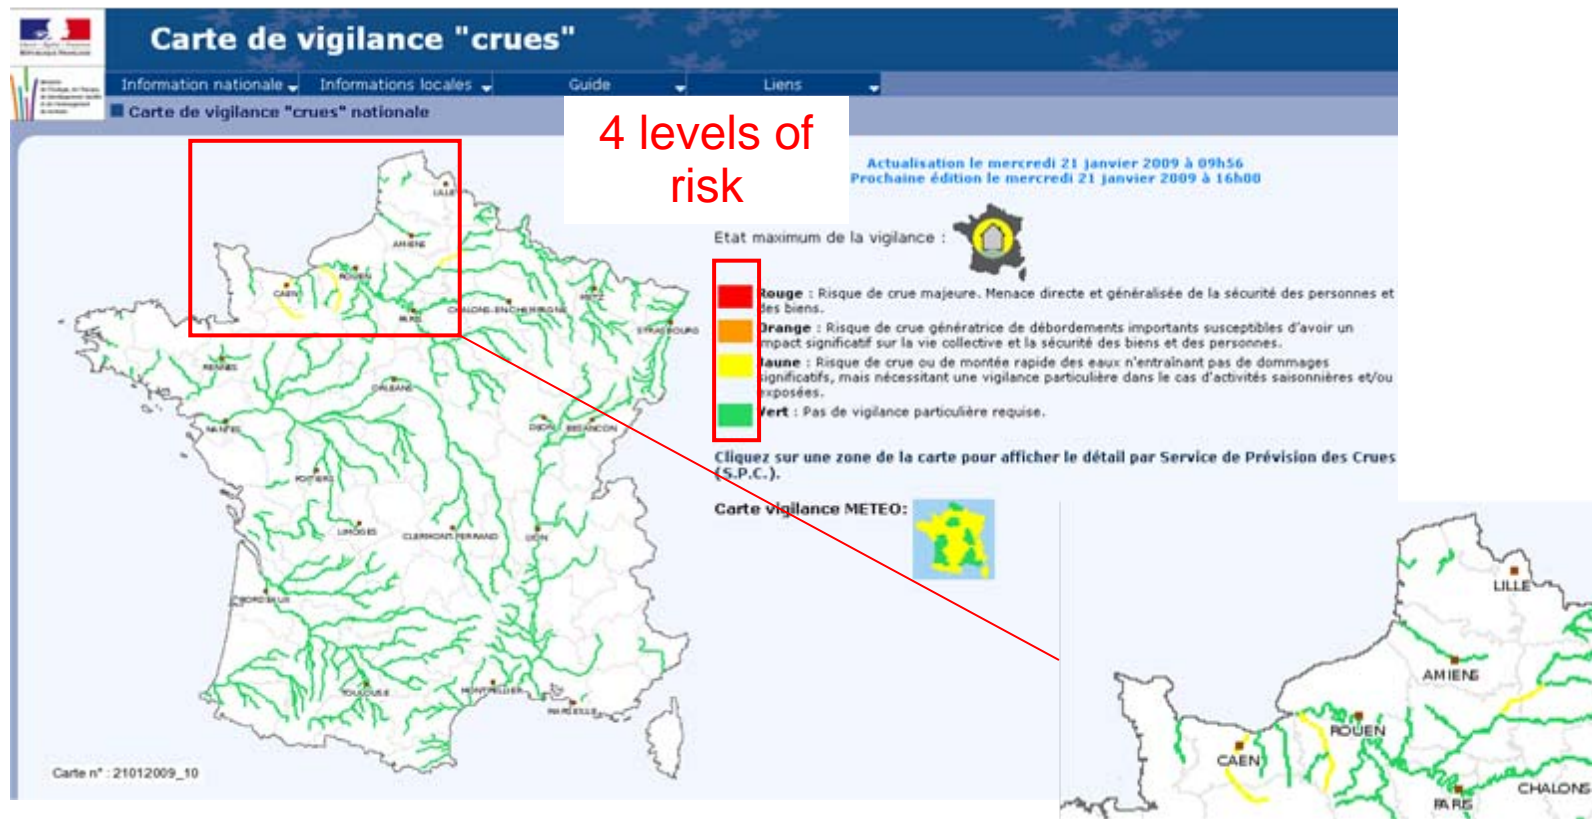 Carte de vigilance "crues"
Information nationale
Informations locales
Guide
Liens
Carte de vigilance "crues" nationale
4 levels of
risk
Actualisation le mercredi 21 janvier 2009 à 09h56
Prochaine édition le mercredi 21 janvier 2009 à 16h00
Etat maximum de la vigilance :
Rouge : Risque de crue majeure. Menace directe et généralisée de la sécurité des personnes et
des biens.
Orange : Risque de crue génératrice de débordements importants susceptibles d'avoir un
impact significatif sur la vie collective et la sécurité des biens et des personnes.
Jaune : Risque de crue ou de montée rapide des eaux n'entraînant pas de dommages
significatifs, mais nécessitant une vigilance particulière dans le cas d'activités saisonnières et/ou
exposées.
Vert : Pas de vigilance particulière requise.
Cliquez sur une zone de la carte pour afficher le détail par Service de Prévision des Crues
(S.P.C.).
Carte vigilance METEO:
LILLE
AMIENS
ROUEN
CAEN
PARIS
CHALONS-EN-CHAMPAGNE
METZ
STRASBOURG
RENNES
ORLEANS
NANTES
DIJON
BESANCON
POITIERS
LIMOGES
CLERMONT-FERRAND
LYON
BORDEAUX
TOULOUSE
MONTPELLIER
MARSEILLE
Carte n° : 21012009_10
LILLE
AMIENS
ROUEN
CAEN
PARIS
CHALONS